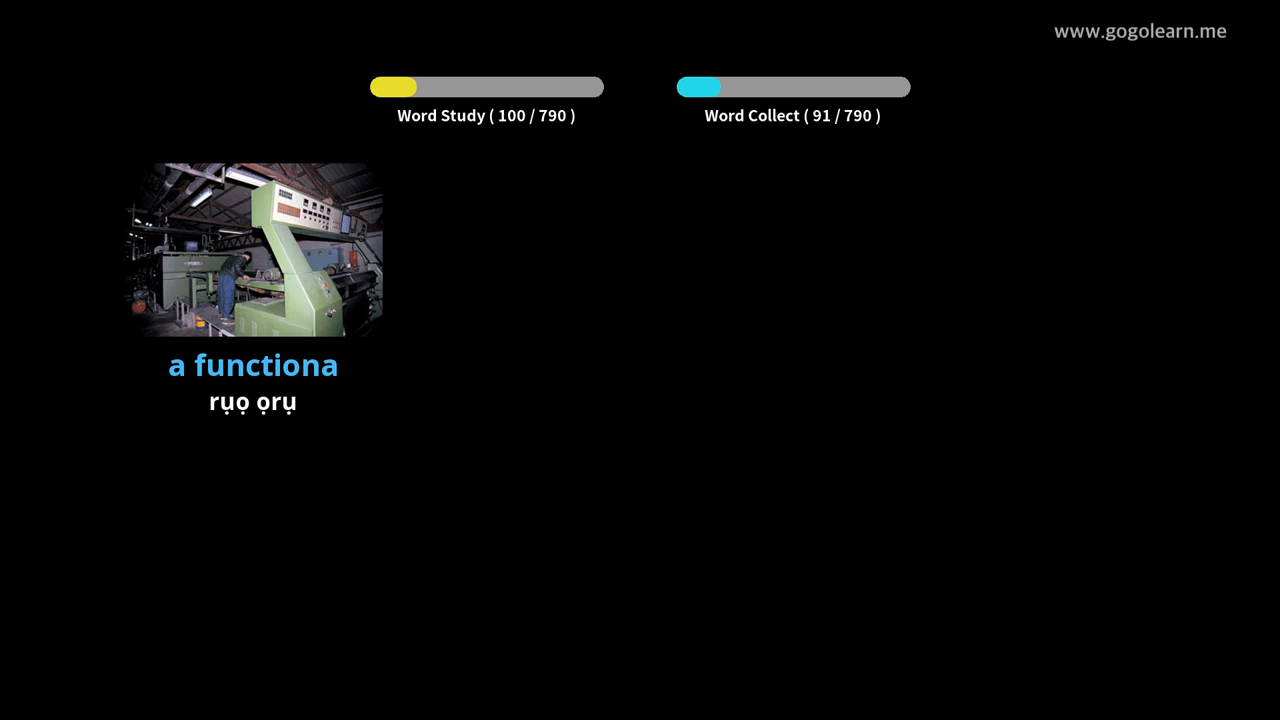 www.gogolearn.me
Word Study ( 100 / 790 )
Word Collect ( 91 / 790 )
a functiona
rụọ ọrụ